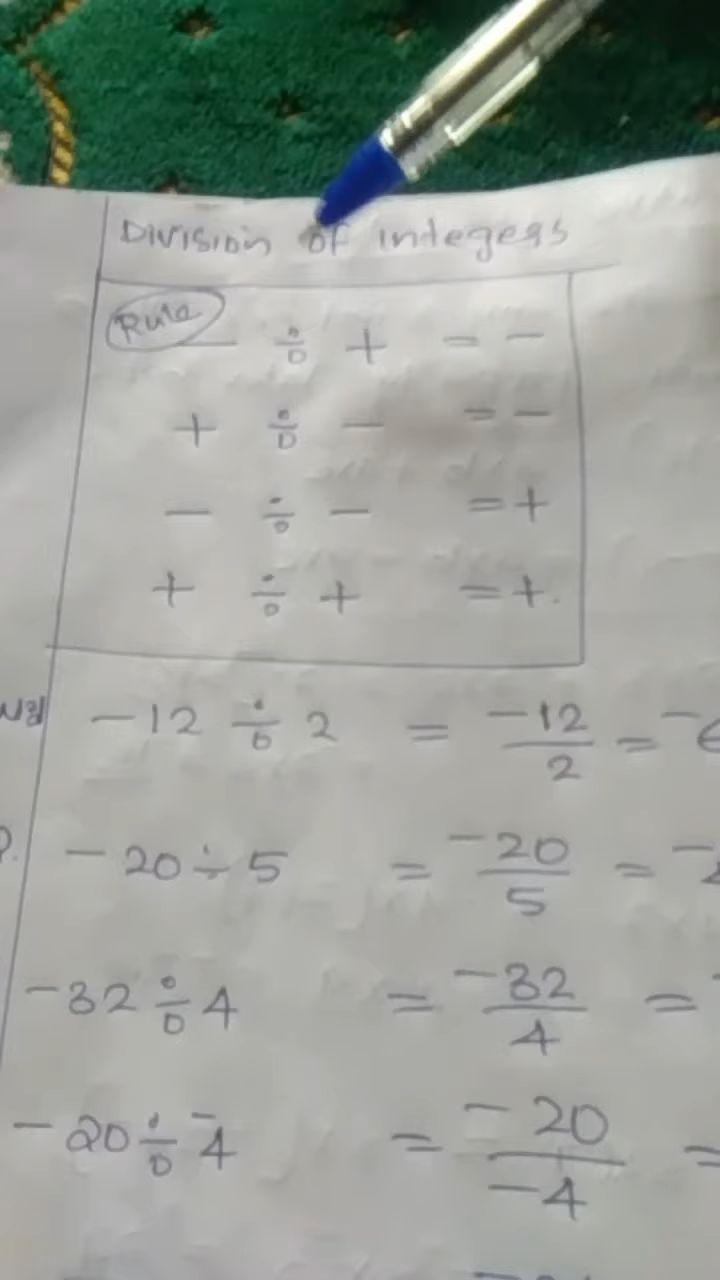 Division of integers
Rule
- ÷ + = -
+ ÷ - = -
- ÷ - = +
+ ÷ + = +.
-12 ÷ 2 = -12/2 = -6
-20 ÷ 5 = -20/5 = -
-32 ÷ 4 = -32/4 =
-20 ÷ -4 = -20/-4 =